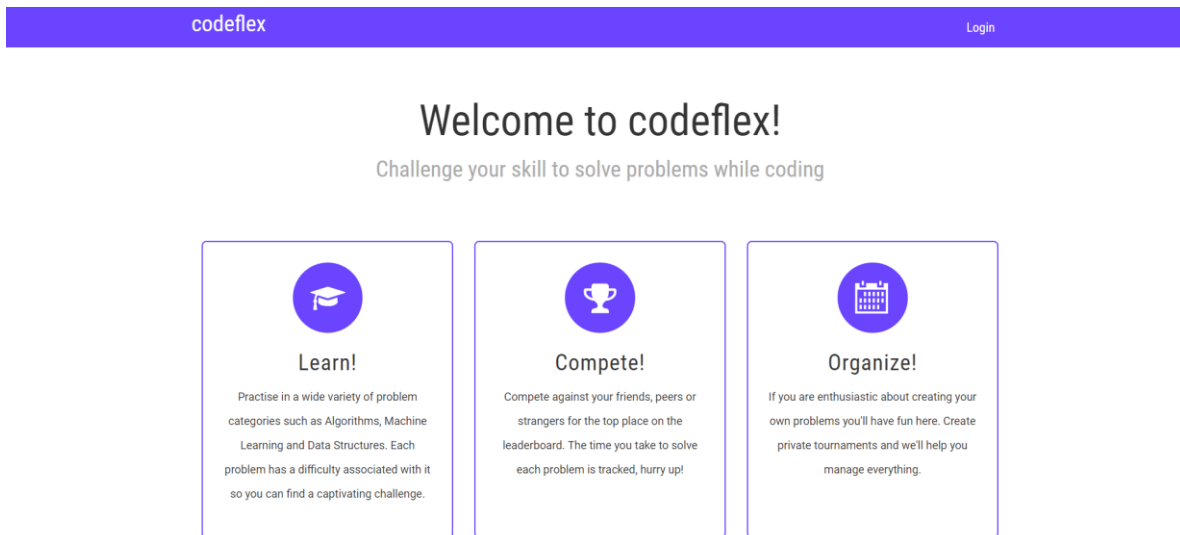 codeflex
Login
Welcome to codeflex!
Challenge your skill to solve problems while coding
Learn!
Practise in a wide variety of problem
categories such as Algorithms, Machine
Learning and Data Structures. Each
problem has a difficulty associated with it
so you can find a captivating challenge.
Compete!
Compete against your friends, peers or
strangers for the top place on the
leaderboard. The time you take to solve
each problem is tracked, hurry up!
Organize!
If you are enthusiastic about creating your
own problems you'll have fun here. Create
private tournaments and we'll help you
manage everything.